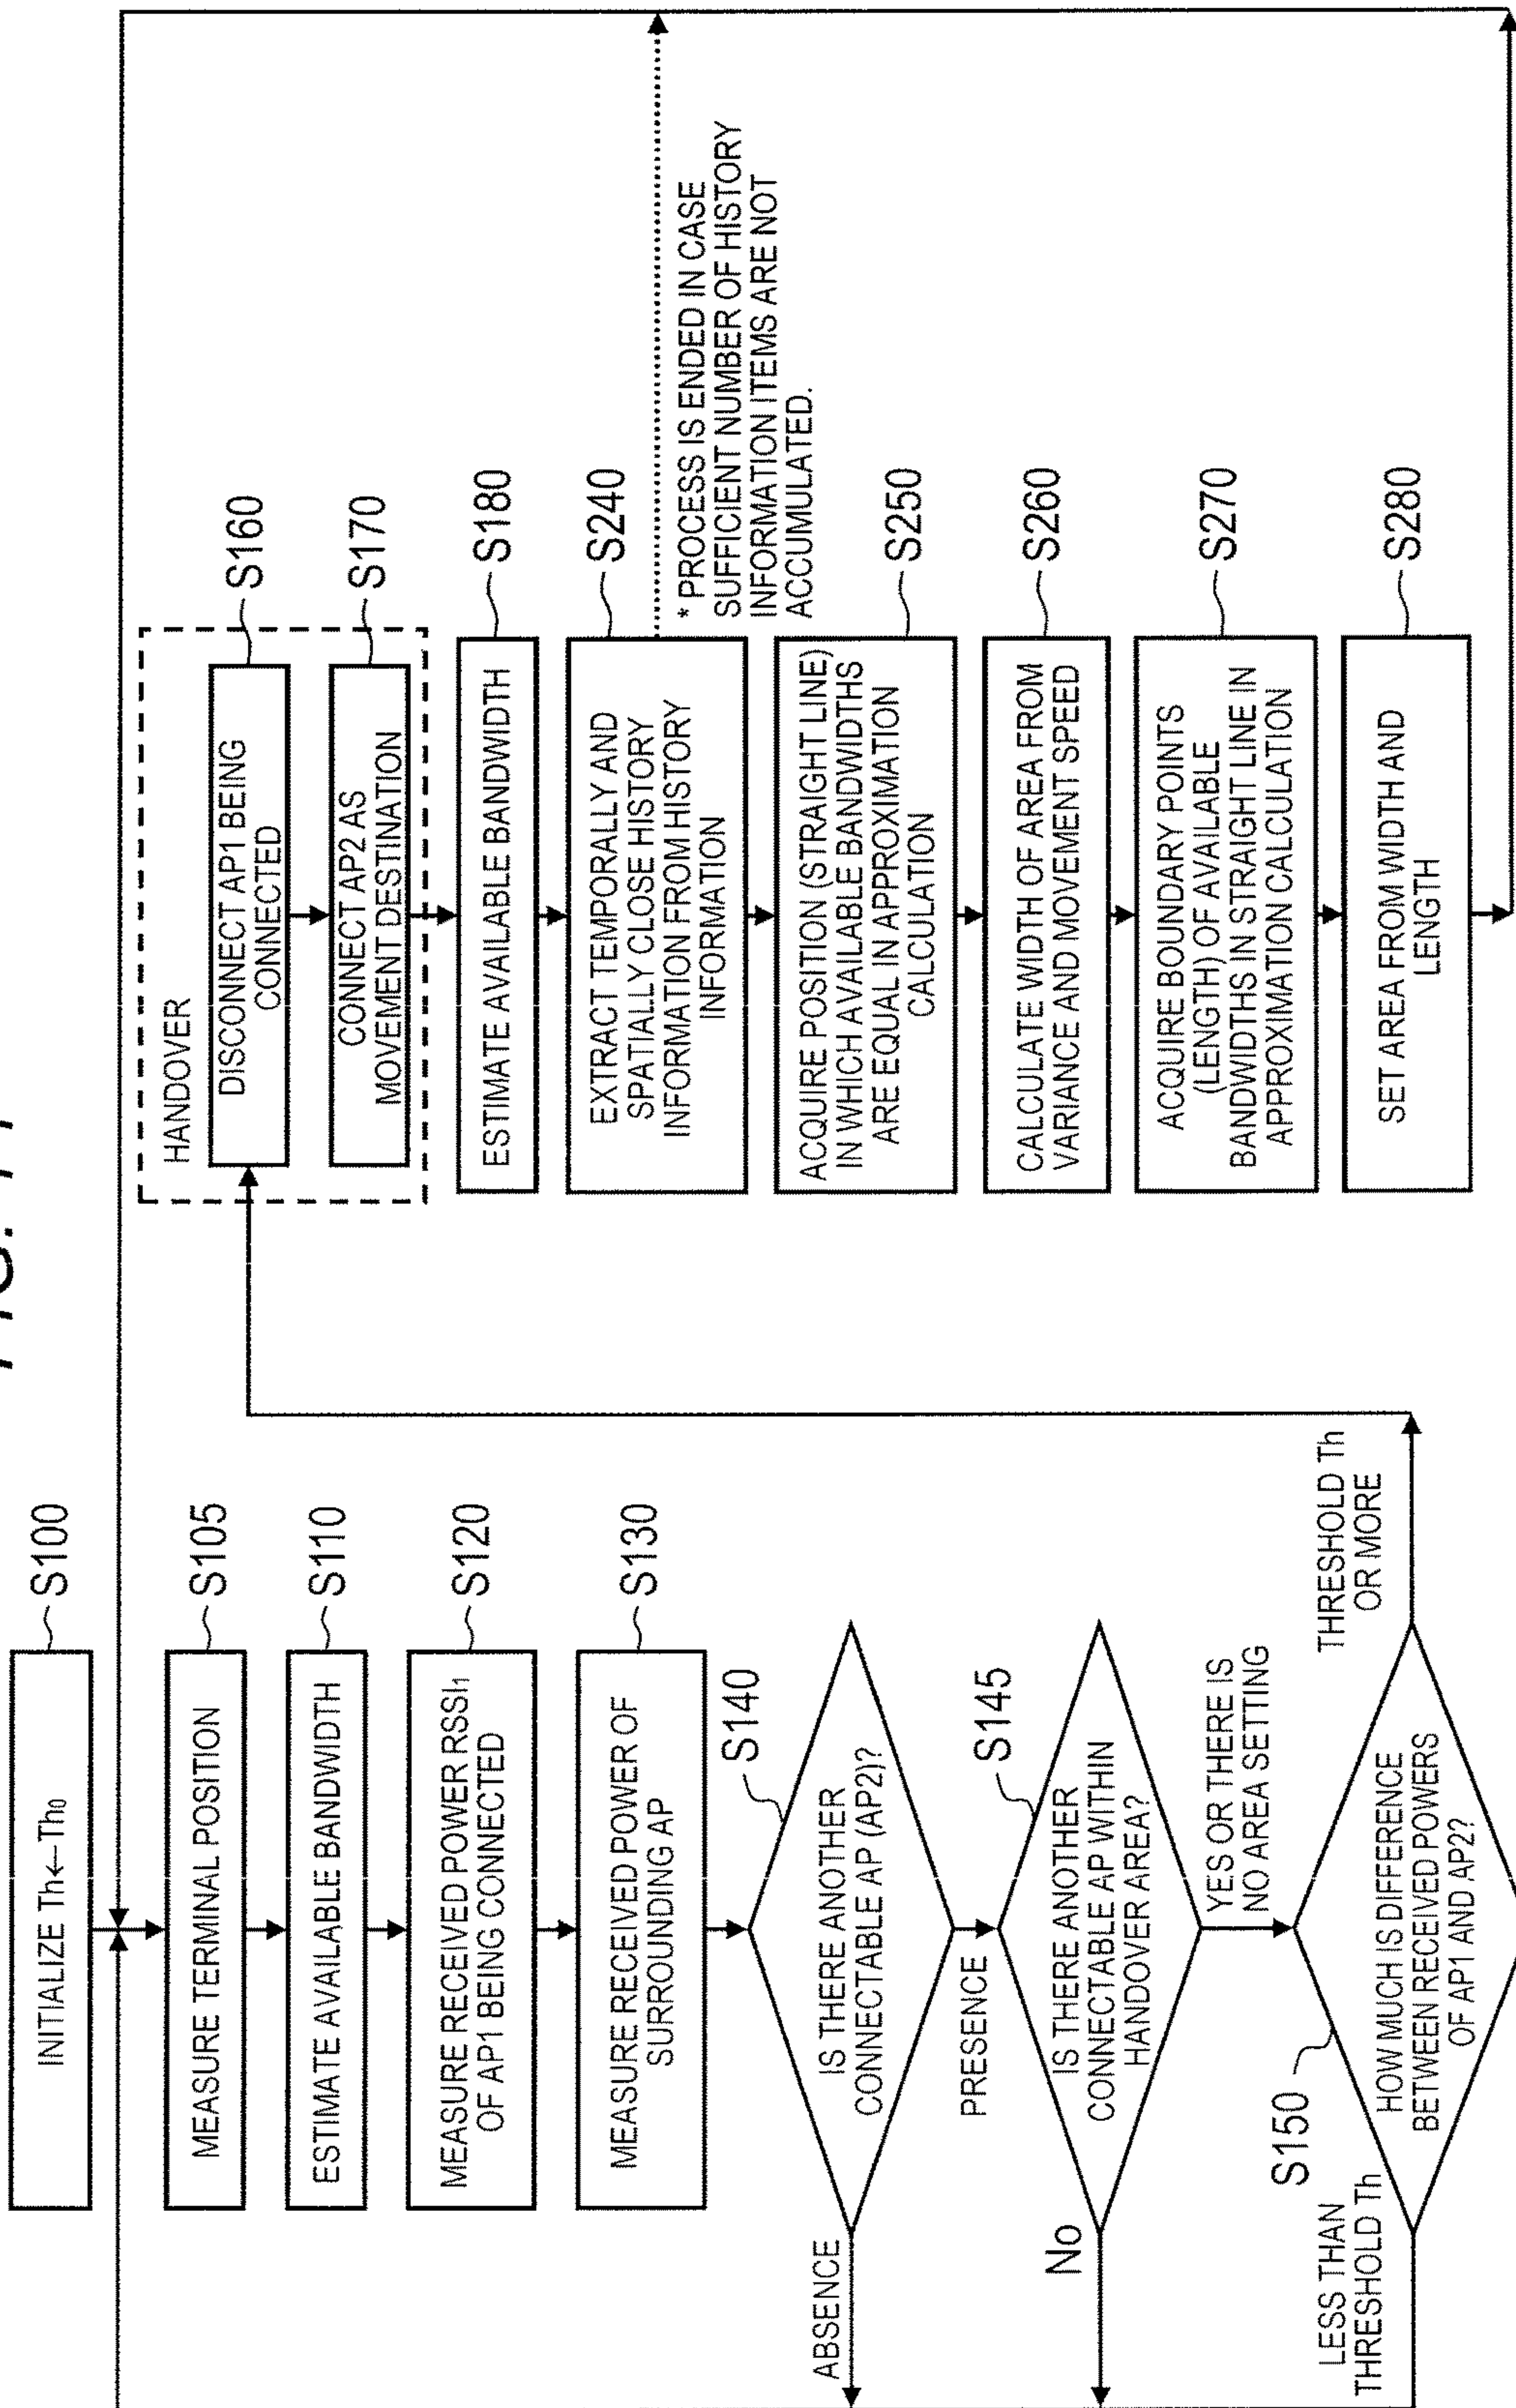 FIG. 11
INITIALIZE Th←Th0
S100
MEASURE TERMINAL POSITION
S105
ESTIMATE AVAILABLE BANDWIDTH
S110
MEASURE RECEIVED POWER RSSI1
OF AP1 BEING CONNECTED
S120
MEASURE RECEIVED POWER OF
SURROUNDING AP
S130
S140
IS THERE ANOTHER
CONNECTABLE AP (AP2)?
ABSENCE
PRESENCE
S145
IS THERE ANOTHER
CONNECTABLE AP WITHIN
HANDOVER AREA?
No
YES OR THERE IS
NO AREA SETTING
S150
HOW MUCH IS DIFFERENCE
BETWEEN RECEIVED POWERS
OF AP1 AND AP2?
LESS THAN
THRESHOLD Th
THRESHOLD Th
OR MORE
HANDOVER
DISCONNECT AP1 BEING
CONNECTED
S160
CONNECT AP2 AS
MOVEMENT DESTINATION
S170
ESTIMATE AVAILABLE BANDWIDTH
S180
EXTRACT TEMPORALLY AND
SPATIALLY CLOSE HISTORY
INFORMATION FROM HISTORY
INFORMATION
S240
* PROCESS IS ENDED IN CASE
SUFFICIENT NUMBER OF HISTORY
INFORMATION ITEMS ARE NOT
ACCUMULATED.
ACQUIRE POSITION (STRAIGHT LINE)
IN WHICH AVAILABLE BANDWIDTHS
ARE EQUAL IN APPROXIMATION
CALCULATION
S250
CALCULATE WIDTH OF AREA FROM
VARIANCE AND MOVEMENT SPEED
S260
ACQUIRE BOUNDARY POINTS
(LENGTH) OF AVAILABLE
BANDWIDTHS IN STRAIGHT LINE IN
APPROXIMATION CALCULATION
S270
SET AREA FROM WIDTH AND
LENGTH
S280